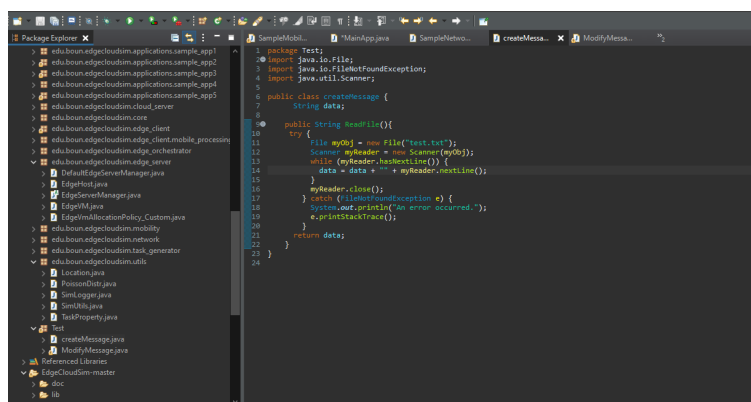 Package Explorer
edu.boun.edgecloudsim.applications.sample_app1
edu.boun.edgecloudsim.applications.sample_app2
edu.boun.edgecloudsim.applications.sample_app3
edu.boun.edgecloudsim.applications.sample_app4
edu.boun.edgecloudsim.applications.sample_app5
edu.boun.edgecloudsim.cloud_server
edu.boun.edgecloudsim.core
edu.boun.edgecloudsim.edge_client
edu.boun.edgecloudsim.edge_client.mobile_processing
edu.boun.edgecloudsim.edge_orchestrator
edu.boun.edgecloudsim.edge_server
DefaultEdgeServerManager.java
EdgeHost.java
EdgeServerManager.java
EdgeVM.java
EdgeVmAllocationPolicy_Custom.java
edu.boun.edgecloudsim.mobility
edu.boun.edgecloudsim.network
edu.boun.edgecloudsim.task_generator
edu.boun.edgecloudsim.utils
Location.java
PoissonDistr.java
SimLogger.java
SimUtils.java
TaskProperty.java
Test
createMessage.java
ModifyMessage.java
Referenced Libraries
EdgeCloudSim-master
doc
lib
SampleMobil... *MainApp.java SampleNetwo... createMessa... ModifyMessa... »2
1 package Test;
2 import java.io.File;
3 import java.io.FileNotFoundException;
4 import java.util.Scanner;
5
6 public class createMessage {
7 String data;
8
9 public String ReadFile(){
10 try {
11 File myObj = new File("test.txt");
12 Scanner myReader = new Scanner(myObj);
13 while (myReader.hasNextLine()) {
14 data = data + "" + myReader.nextLine();
15 }
16 myReader.close();
17 } catch (FileNotFoundException e) {
18 System.out.println("An error occurred.");
19 e.printStackTrace();
20 }
21 return data;
22 }
23 }
24